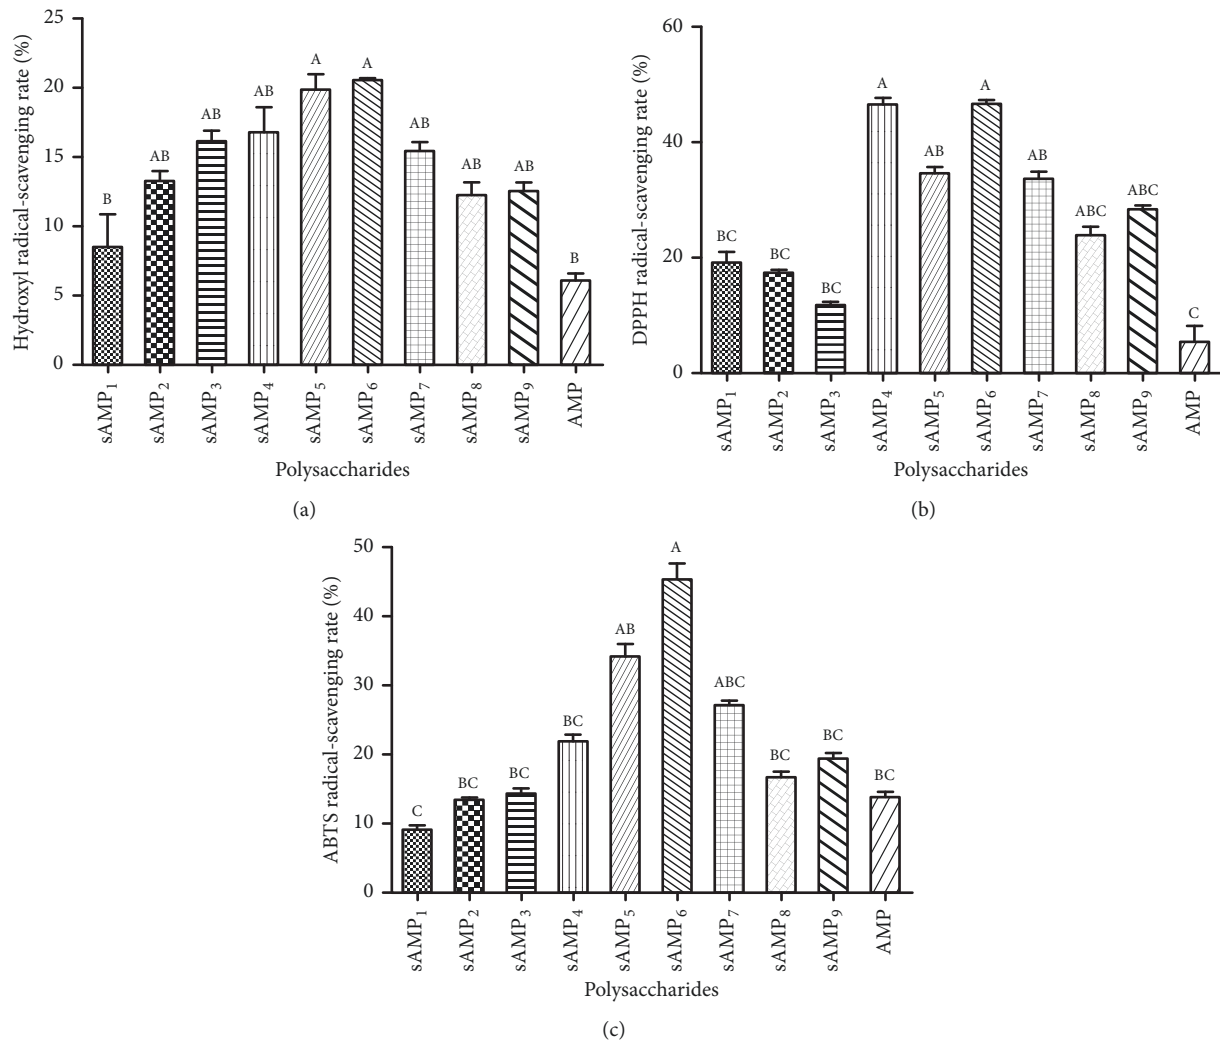 Hydroxyl radical-scavenging rate (%)
25
20
15
10
5
0
B
AB
AB
AB
A
A
AB
AB
AB
B
sAMP1
sAMP2
sAMP3
sAMP4
sAMP5
sAMP6
sAMP7
sAMP8
sAMP9
AMP
Polysaccharides
(a)
DPPH radical-scavenging rate (%)
60
40
20
0
BC
BC
BC
A
AB
A
AB
ABC
ABC
C
sAMP1
sAMP2
sAMP3
sAMP4
sAMP5
sAMP6
sAMP7
sAMP8
sAMP9
AMP
Polysaccharides
(b)
ABTS radical-scavenging rate (%)
50
40
30
20
10
0
C
BC
BC
BC
AB
A
ABC
BC
BC
BC
sAMP1
sAMP2
sAMP3
sAMP4
sAMP5
sAMP6
sAMP7
sAMP8
sAMP9
AMP
Polysaccharides
(c)